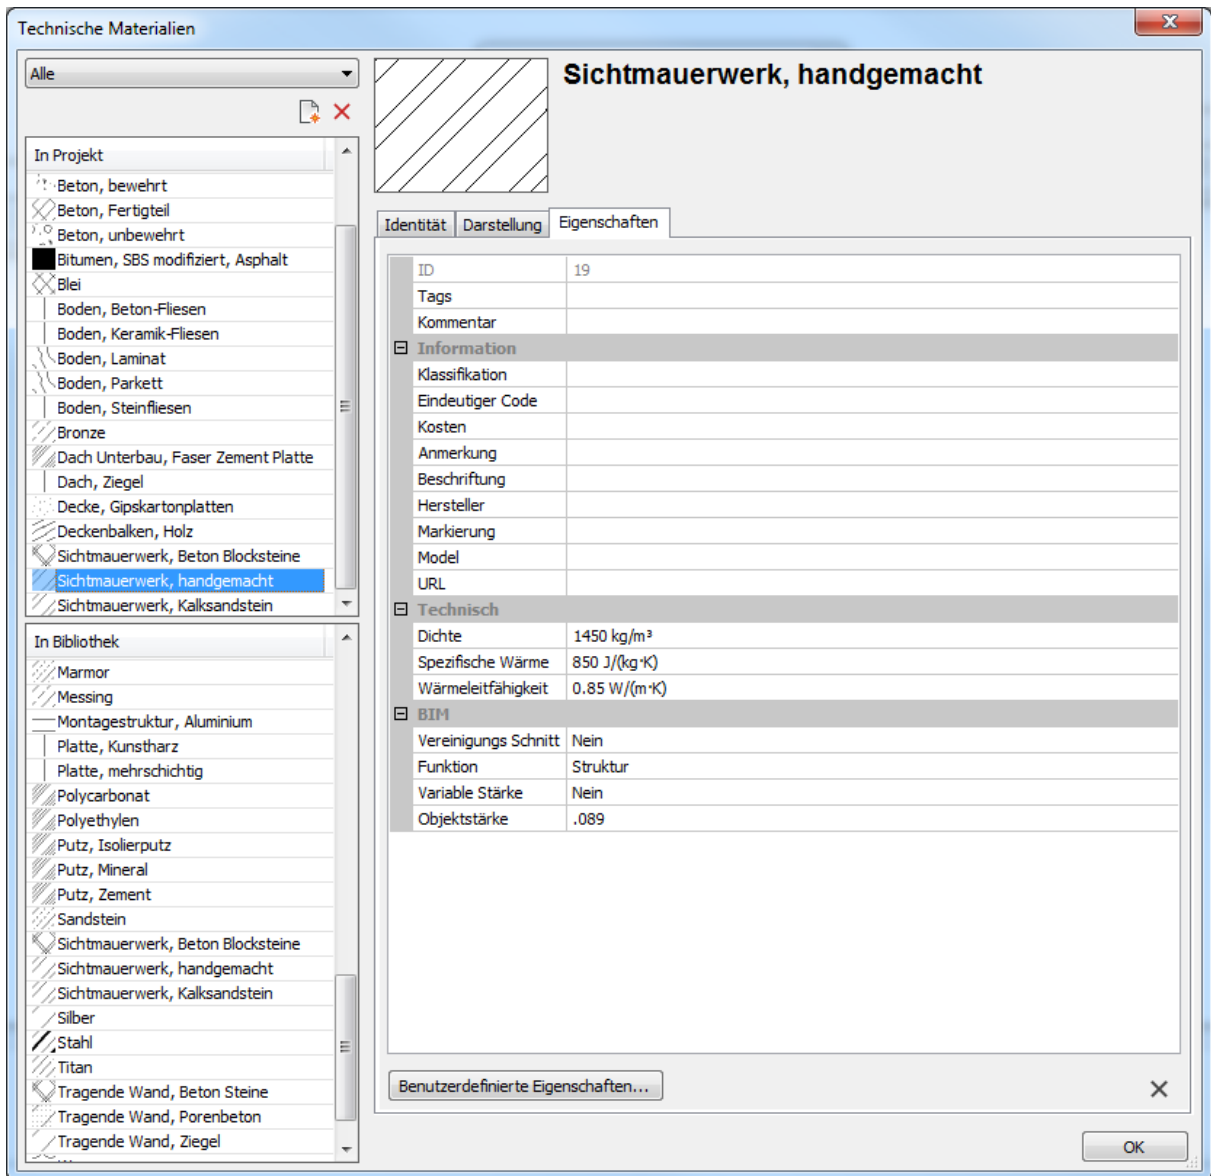 Technische Materialien
Alle
In Projekt
Beton, bewehrt
Beton, Fertigteil
Beton, unbewehrt
Bitumen, SBS modifiziert, Asphalt
Blei
Boden, Beton-Fliesen
Boden, Keramik-Fliesen
Boden, Laminat
Boden, Parkett
Boden, Steinfliesen
Bronze
Dach Unterbau, Faser Zement Platte
Dach, Ziegel
Decke, Gipskartonplatten
Deckenbalken, Holz
Sichtmauerwerk, Beton Blocksteine
Sichtmauerwerk, handgemacht
Sichtmauerwerk, Kalksandstein
In Bibliothek
Marmor
Messing
Montagestruktur, Aluminium
Platte, Kunstharz
Platte, mehrschichtig
Polycarbonat
Polyethylen
Putz, Isolierputz
Putz, Mineral
Putz, Zement
Sandstein
Sichtmauerwerk, Beton Blocksteine
Sichtmauerwerk, handgemacht
Sichtmauerwerk, Kalksandstein
Silber
Stahl
Titan
Tragende Wand, Beton Steine
Tragende Wand, Porenbeton
Tragende Wand, Ziegel
Sichtmauerwerk, handgemacht
Identität Darstellung Eigenschaften
ID 19
Tags
Kommentar
Information
Klassifikation
Eindeutiger Code
Kosten
Anmerkung
Beschriftung
Hersteller
Markierung
Model
URL
Technisch
Dichte 1450 kg/m³
Spezifische Wärme 850 J/(kg·K)
Wärmeleitfähigkeit 0.85 W/(m·K)
BIM
Vereinigungs Schnitt Nein
Funktion Struktur
Variable Stärke Nein
Objektstärke .089
Benutzerdefinierte Eigenschaften...
OK